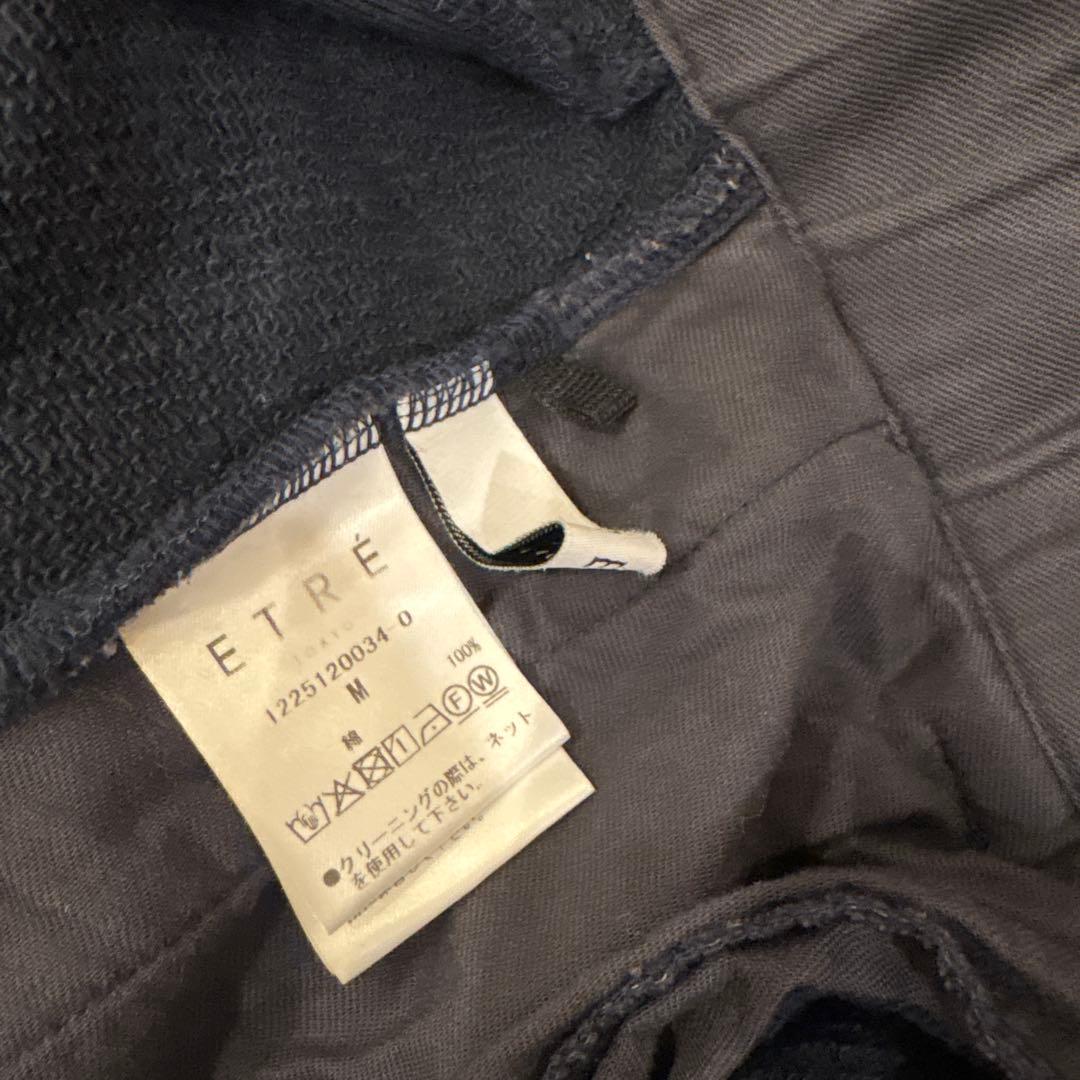 ETRÉ
TOKYO
1225120034-0
M
綿 100%
F W
●クリーニングの際は、ネット
を使用して下さい。
E